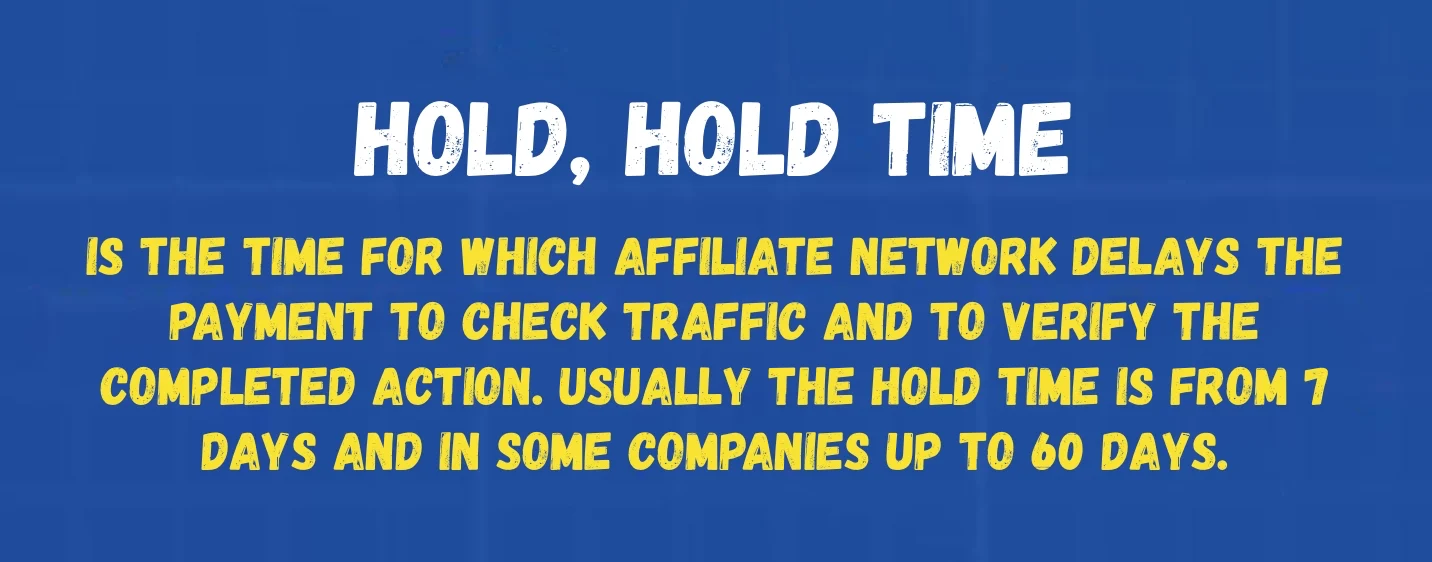 HOLD, HOLD TIME
IS THE TIME FOR WHICH AFFILIATE NETWORK DELAYS THE
PAYMENT TO CHECK TRAFFIC AND TO VERIFY THE
COMPLETED ACTION. USUALLY THE HOLD TIME IS FROM 7
DAYS AND IN SOME COMPANIES UP TO 60 DAYS.